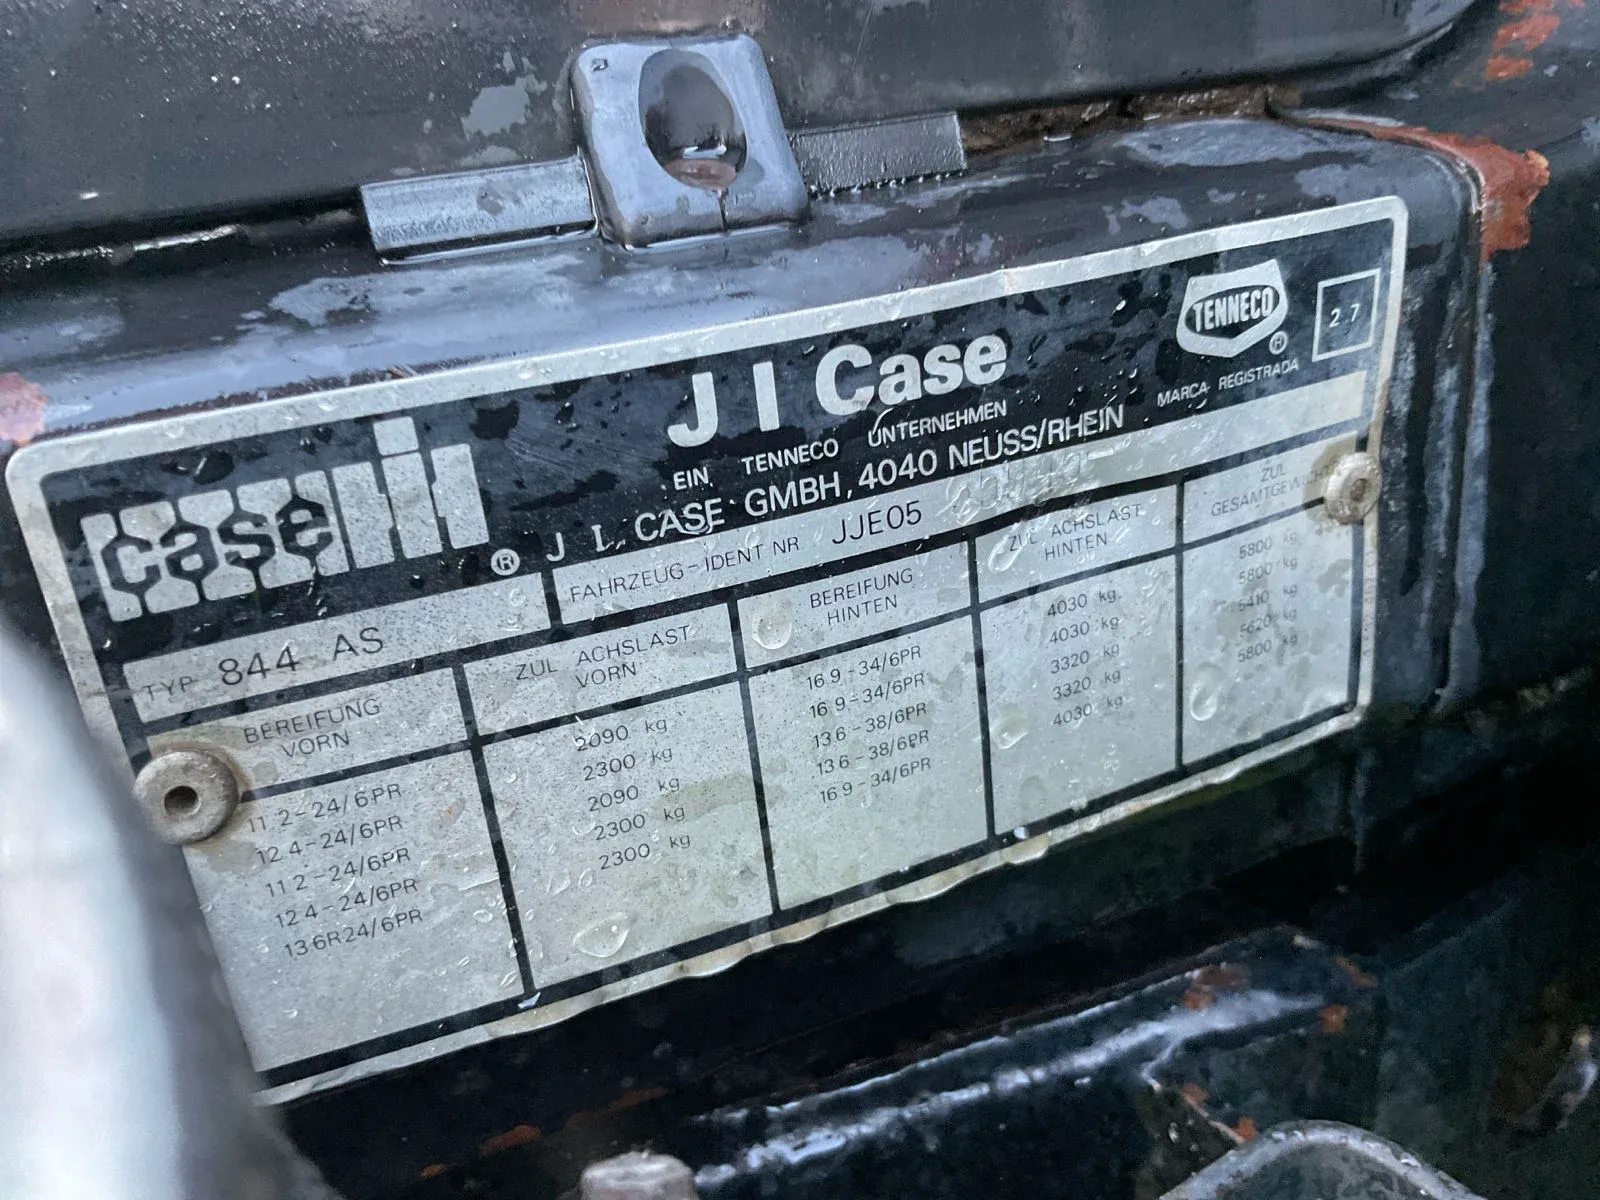 case IH ®
J I Case
EIN TENNECO UNTERNEHMEN
J I CASE GMBH, 4040 NEUSS/RHEIN
TENNECO ®
MARCA REGISTRADA
27
TYP 844 AS
FAHRZEUG-IDENT NR JJE05
BEREIFUNG VORN
ZUL ACHSLAST VORN
BEREIFUNG HINTEN
ZUL ACHSLAST HINTEN
ZUL GESAMTGEWICHT
11 2-24/6PR 2090 kg 16 9-34/6PR 4030 kg 5800 kg
12 4-24/6PR 2300 kg 16 9-34/6PR 4030 kg 5800 kg
11 2-24/6PR 2090 kg 13 6-38/6PR 3320 kg 5410 kg
12 4-24/6PR 2300 kg 13 6-38/6PR 3320 kg 5620 kg
13 6R24/6PR 2300 kg 16 9-34/6PR 4030 kg 5800 kg